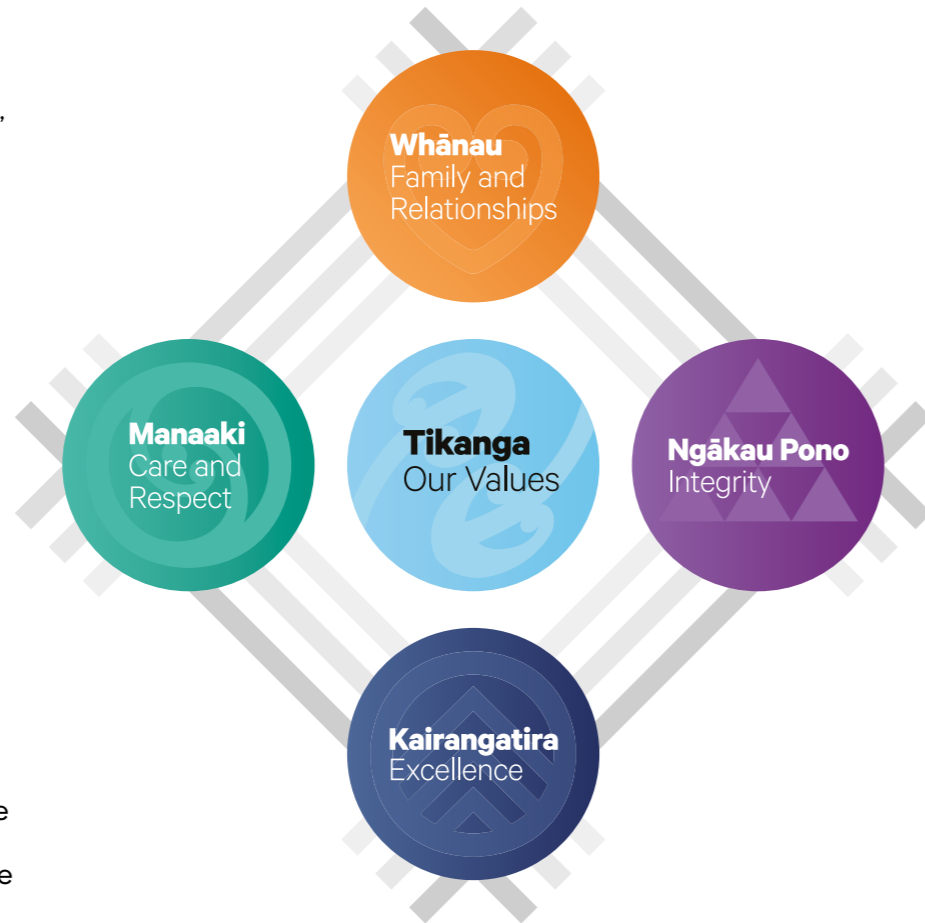 ,
Whānau
Family and
Relationships
Manaaki
Care and
Respect
Tikanga
Our Values
Ngākau Pono
Integrity
Kairangatira
Excellence
e
e